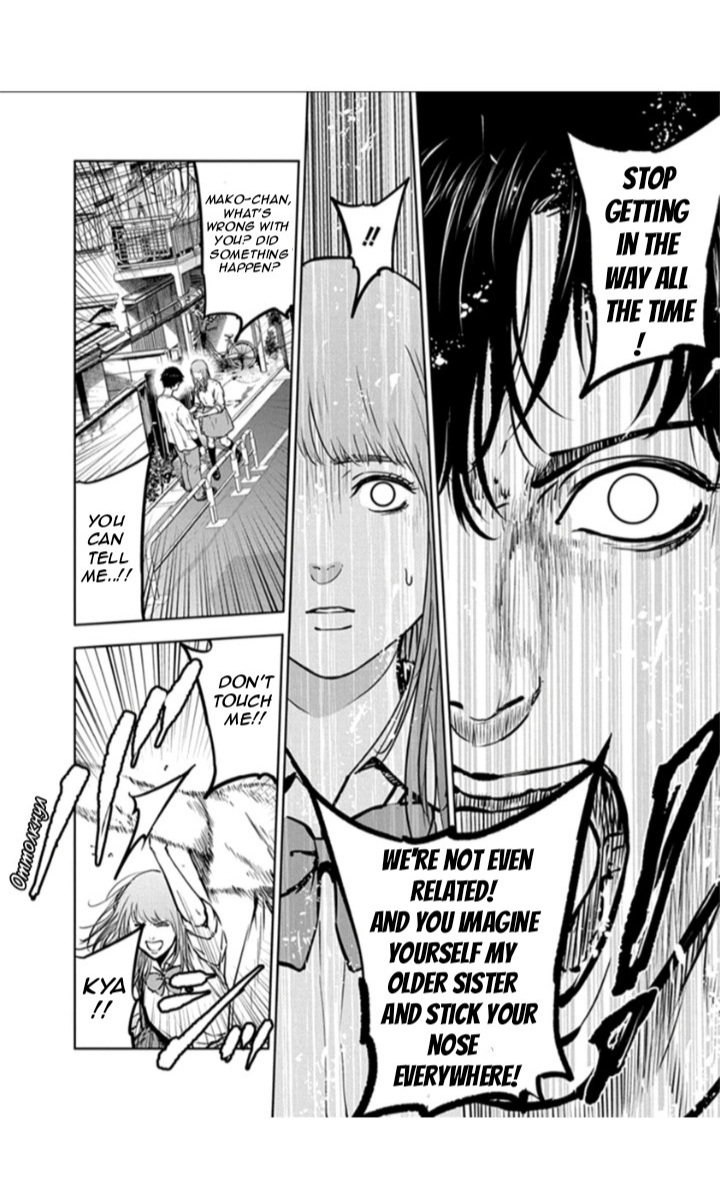 STOP
GETTING
IN THE
WAY ALL
THE TIME
!
WE'RE NOT EVEN
RELATED!
AND YOU IMAGINE
YOURSELF MY
OLDER SISTER
AND STICK YOUR
NOSE
EVERYWHERE!
!!
MAKO-CHAN,
WHAT'S
WRONG WITH
YOU? DID
SOMETHING
HAPPEN?
YOU
CAN
TELL
ME..!!
DON'T
TOUCH
ME!!
Оттолкнул
KYA
!!